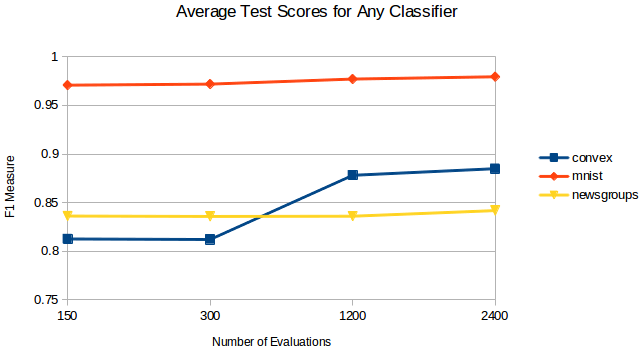 Average Test Scores for Any Classifier
1
0.95
0.9
0.85
0.8
0.75
F1 Measure
150 300 1200 2400
Number of Evaluations
convex
mnist
newsgroups